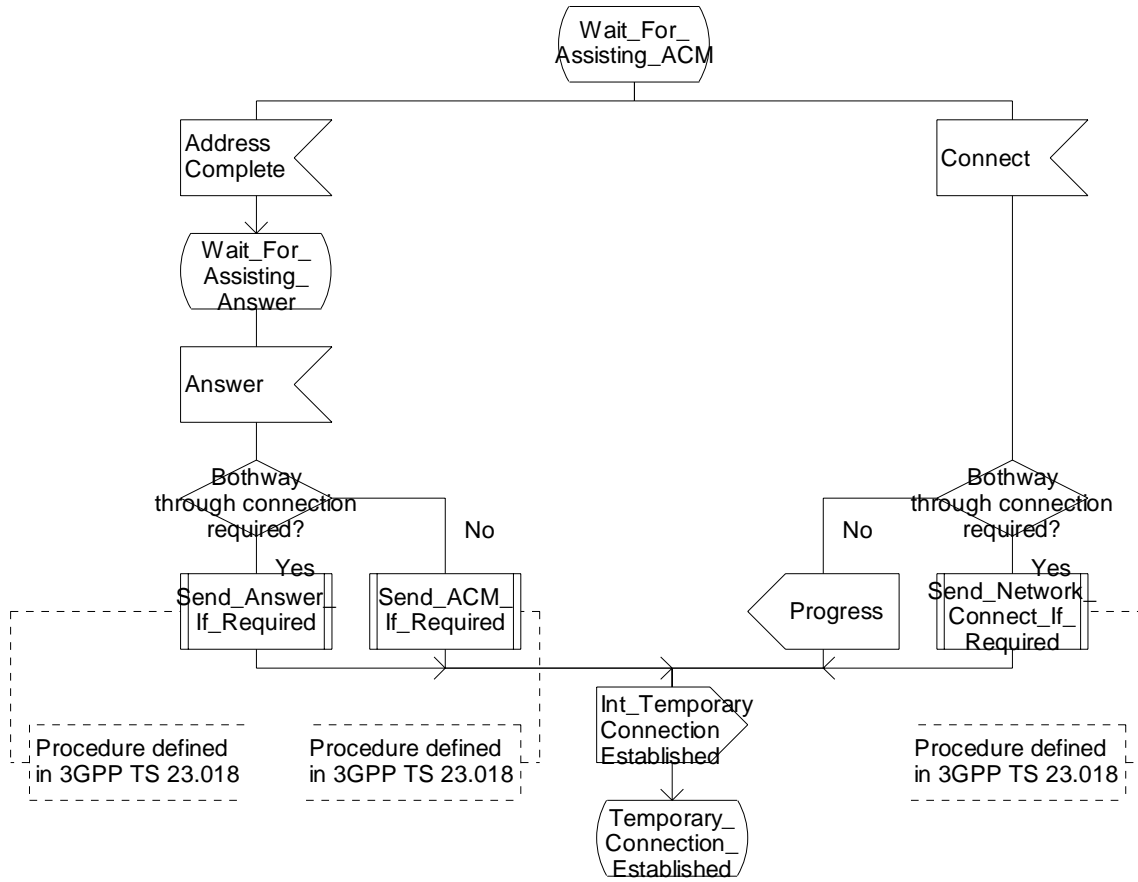 Wait_For_
Assisting_ACM
Address
Complete
Connect
Wait_For_
Assisting_
Answer
Answer
Bothway
through connection
required?
Bothway
through connection
required?
No
No
Yes
Yes
Send_Answer_
If_Required
Send_ACM_
If_Required
Progress
Send_Network_
Connect_If_
Required
Int_Temporary
Connection
Established
Procedure defined
in 3GPP TS 23.018
Procedure defined
in 3GPP TS 23.018
Procedure defined
in 3GPP TS 23.018
Temporary_
Connection_
Established